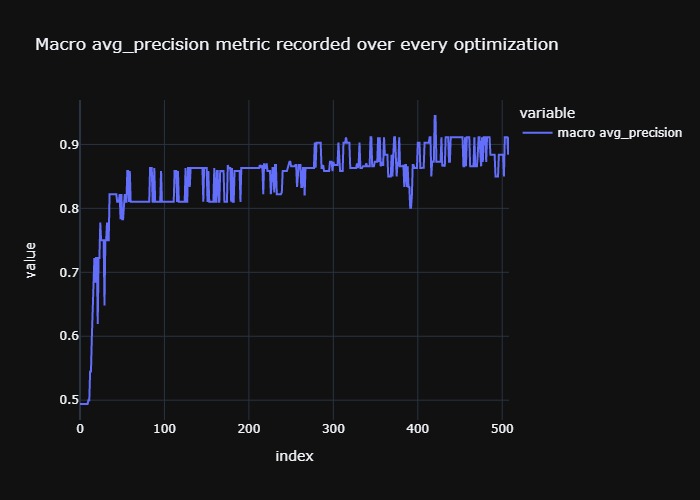 Macro avg_precision metric recorded over every optimization
variable
macro avg_precision
0.9
0.8
0.7
0.6
0.5
value
0 100 200 300 400 500
index